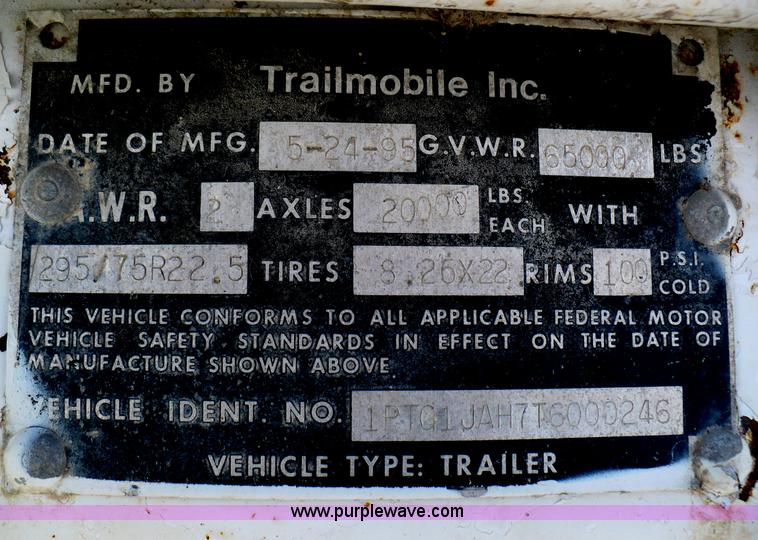 MFD. BY Trailmobile Inc.
DATE OF MFG. 5-24-95 G.V.W.R. 65000 LBS
.W.R. 2 AXLES 20000 LBS. EACH WITH
295/75R22.5 TIRES 8.26X22 RIMS 100 P.S.I. COLD
THIS VEHICLE CONFORMS TO ALL APPLICABLE FEDERAL MOTOR
VEHICLE SAFETY STANDARDS IN EFFECT ON THE DATE OF
MANUFACTURE SHOWN ABOVE.
EHICLE IDENT. NO. 1PTG1JAH7T6000246
VEHICLE TYPE: TRAILER
www.purplewave.com